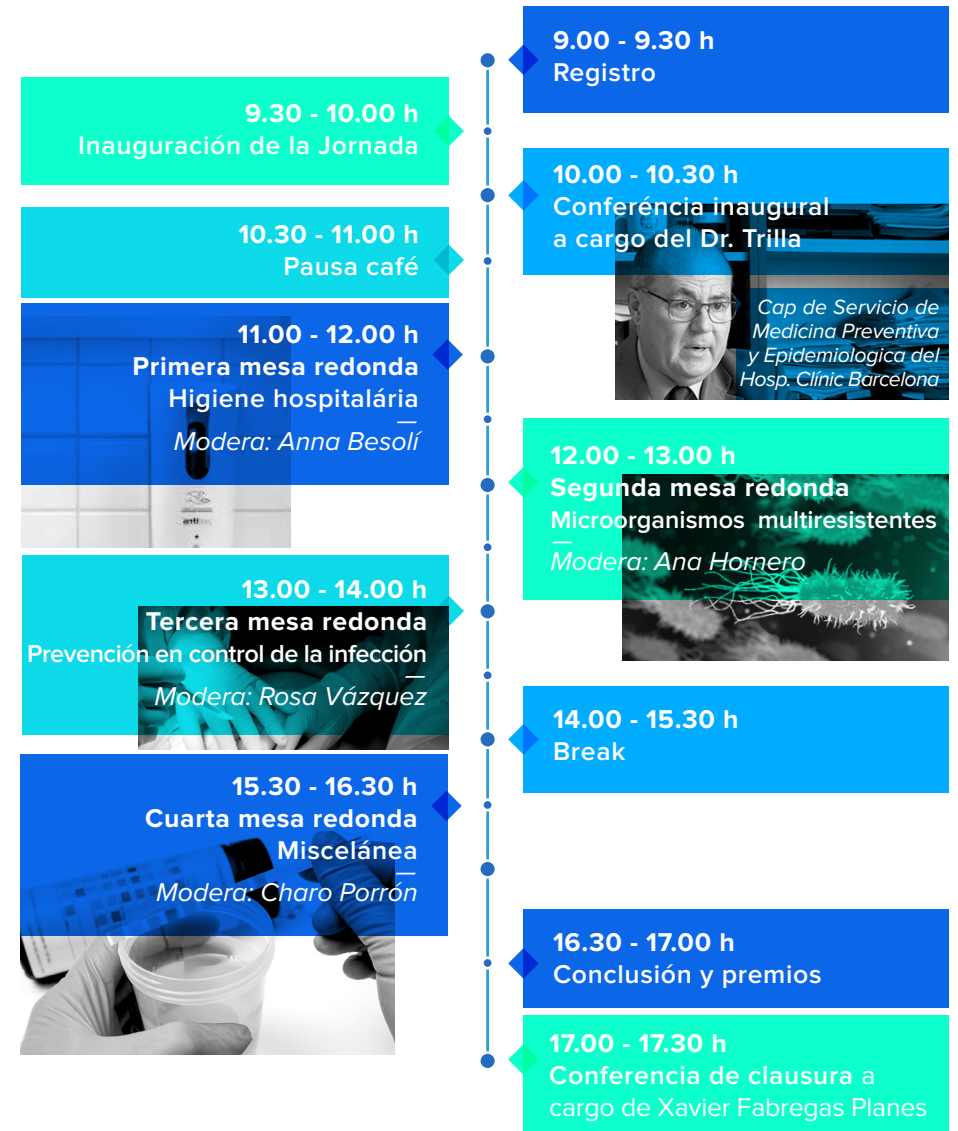 9.00 - 9.30 h
Registro
9.30 - 10.00 h
Inauguración de la Jornada
10.00 - 10.30 h
Conferéncia inaugural
a cargo del Dr. Trilla
Cap de Servicio de
Medicina Preventiva
y Epidemiologica del
Hosp. Clínic Barcelona
10.30 - 11.00 h
Pausa café
11.00 - 12.00 h
Primera mesa redonda
Higiene hospitalária
—
Modera: Anna Besolí
12.00 - 13.00 h
Segunda mesa redonda
Microorganismos multiresistentes
—
Modera: Ana Hornero
13.00 - 14.00 h
Tercera mesa redonda
Prevención en control de la infección
—
Modera: Rosa Vázquez
14.00 - 15.30 h
Break
15.30 - 16.30 h
Cuarta mesa redonda
Miscelánea
—
Modera: Charo Porrón
16.30 - 17.00 h
Conclusión y premios
17.00 - 17.30 h
Conferencia de clausura a
cargo de Xavier Fabregas Planes